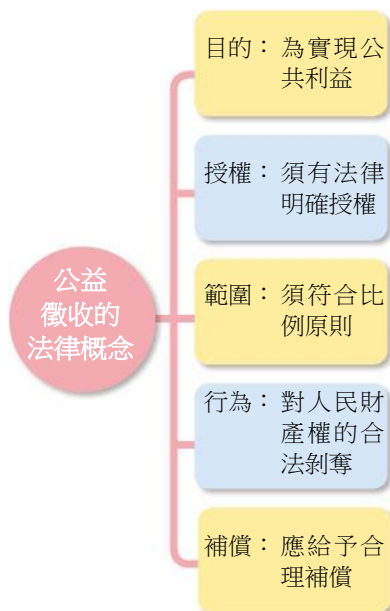 公益
徵收的
法律概念
目的：為實現公
共利益
授權：須有法律
明確授權
範圍：須符合比
例原則
行為：對人民財
產權的合
法剝奪
補償：應給予合
理補償